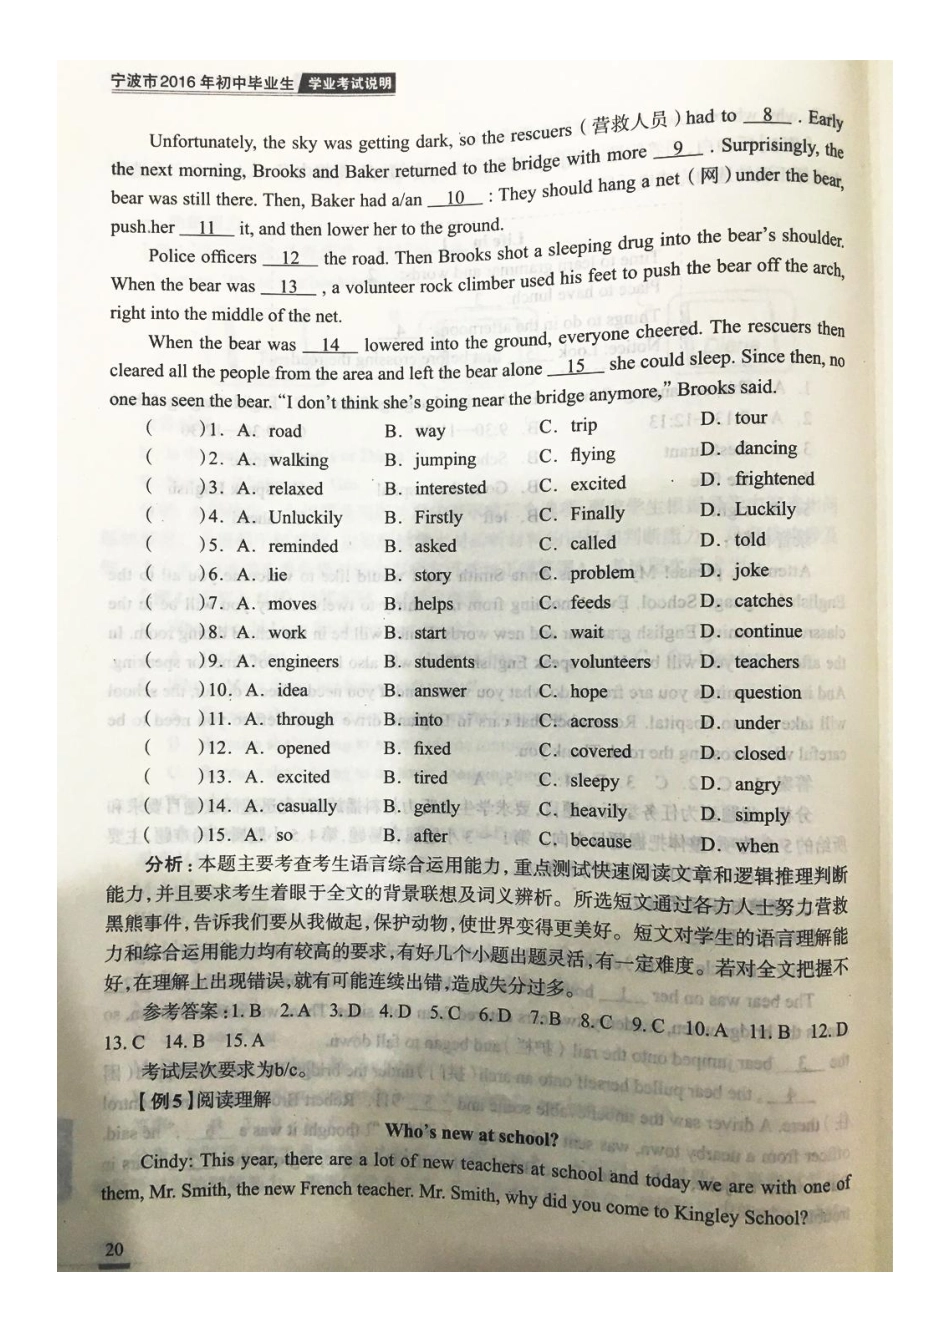 宁波市2016年初中毕业生 学业考试说明
Unfortunately, the sky was getting dark, so the rescuers (营救人员) had to 8 . Early
the next morning, Brooks and Baker returned to the bridge with more 9 . Surprisingly, the
bear was still there. Then, Baker had a/an 10 : They should hang a net (网) under the bear,
push her 11 it, and then lower her to the ground.
Police officers 12 the road. Then Brooks shot a sleeping drug into the bear's shoulder.
When the bear was 13 , a volunteer rock climber used his feet to push the bear off the arch,
right into the middle of the net.
When the bear was 14 lowered into the ground, everyone cheered. The rescuers then
cleared all the people from the area and left the bear alone 15 she could sleep. Since then, no
one has seen the bear. “I don't think she's going near the bridge anymore,” Brooks said.
( )1. A. road B. way C. trip D. tour
( )2. A. walking B. jumping C. flying D. dancing
( )3. A. relaxed B. interested C. excited D. frightened
( )4. A. Unluckily B. Firstly C. Finally D. Luckily
( )5. A. reminded B. asked C. called D. told
( )6. A. lie B. story C. problem D. joke
( )7. A. moves B. helps C. feeds D. catches
( )8. A. work B. start C. wait D. continue
( )9. A. engineers B. students C. volunteers D. teachers
( )10. A. idea B. answer C. hope D. question
( )11. A. through B. into C. across D. under
( )12. A. opened B. fixed C. covered D. closed
( )13. A. excited B. tired C. sleepy D. angry
( )14. A. casually B. gently C. heavily D. simply
( )15. A. so B. after C. because D. when
分析:本题主要考查考生语言综合运用能力,重点测试快速阅读文章和逻辑推理判断
能力,并且要求考生着眼于全文的背景联想及词义辨析。所选短文通过各方人士努力营救
黑熊事件,告诉我们要从我做起,保护动物,使世界变得更美好。短文对学生的语言理解能
力和综合运用能力均有较高的要求,有好几个小题出题灵活,有一定难度。若对全文把握不
好,在理解上出现错误,就有可能连续出错,造成失分过多。
参考答案:1. B 2. A 3. D 4. D 5. C 6. D 7. B 8. C 9. C 10. A 11. B 12. D
13. C 14. B 15. A
考试层次要求为b/c。
【例5】阅读理解
Who's new at school?
Cindy: This year, there are a lot of new teachers at school and today we are with one of
them, Mr. Smith, the new French teacher. Mr. Smith, why did you come to Kingley School?
20